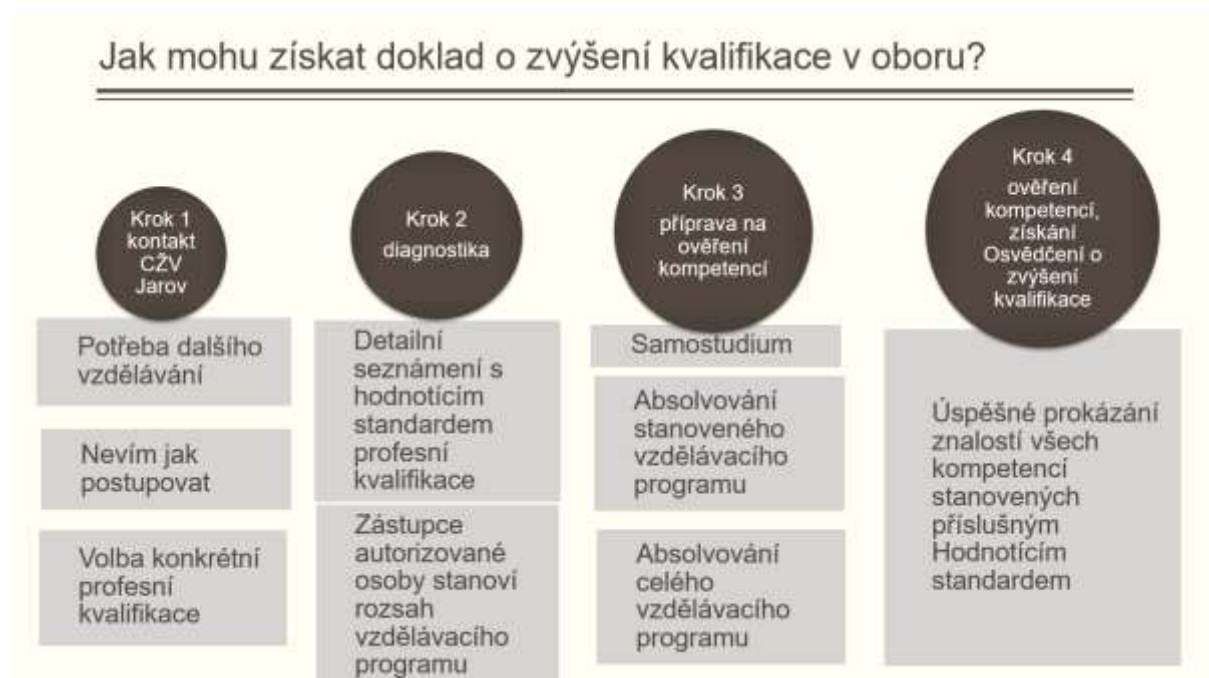 Jak mohu získat doklad o zvýšení kvalifikace v oboru?
Krok 1
kontakt
CŽV
Jarov
Potřeba dalšího
vzdělávání
Nevím jak
postupovat
Volba konkrétní
profesní
kvalifikace
Krok 2
diagnostika
Detailní
seznámení s
hodnotícím
standardem
profesní
kvalifikace
Zástupce
autorizované
osoby stanoví
rozsah
vzdělávacího
programu
Krok 3
příprava na
ověření
kompetencí
Samostudium
Absolvování
stanoveného
vzdělávacího
programu
Absolvování
celého
vzdělávacího
programu
Krok 4
ověření
kompetencí,
získání
Osvědčení o
zvýšení
kvalifikace
Úspěšné prokázání
znalostí všech
kompetencí
stanovených
příslušným
Hodnotícím
standardem